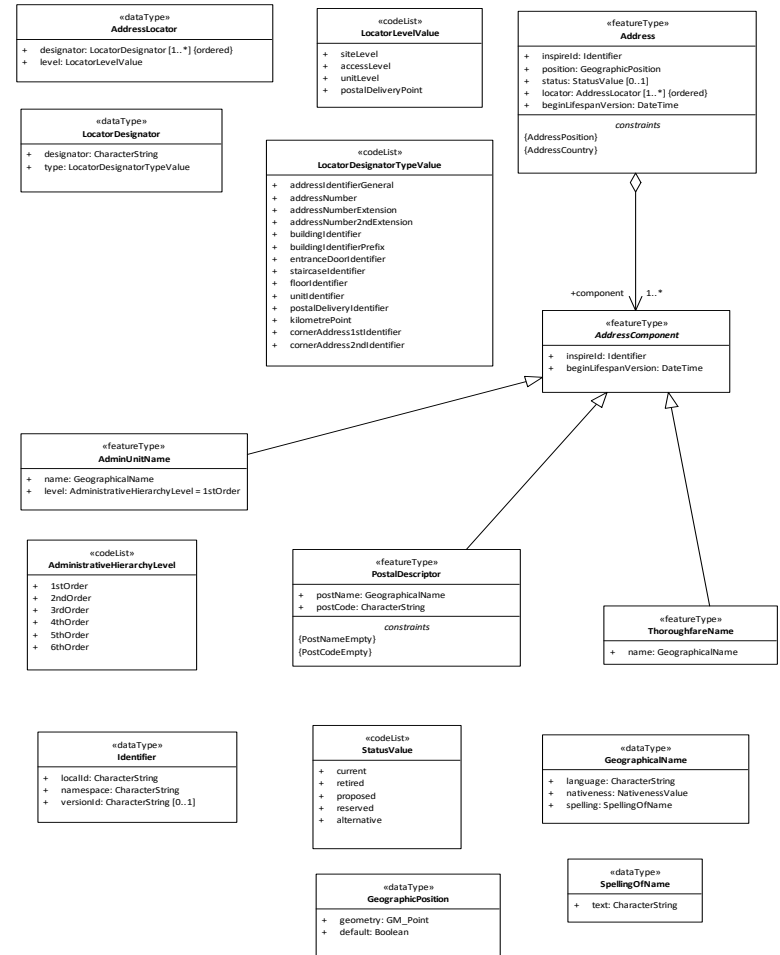 «dataType»
AddressLocator
+ designator: LocatorDesignator [1..*] {ordered}
+ level: LocatorLevelValue
«codeList»
LocatorLevelValue
+ siteLevel
+ accessLevel
+ unitLevel
+ postalDeliveryPoint
«featureType»
Address
+ inspireId: Identifier
+ position: GeographicPosition
+ status: StatusValue [0..1]
+ locator: AddressLocator [1..*] {ordered}
+ beginLifespanVersion: DateTime
constraints
{AddressPosition}
{AddressCountry}
«dataType»
LocatorDesignator
+ designator: CharacterString
+ type: LocatorDesignatorTypeValue
«codeList»
LocatorDesignatorTypeValue
+ addressIdentifierGeneral
+ addressNumber
+ addressNumberExtension
+ addressNumber2ndExtension
+ buildingIdentifier
+ buildingIdentifierPrefix
+ entranceDoorIdentifier
+ staircaseIdentifier
+ floorIdentifier
+ unitIdentifier
+ postalDeliveryIdentifier
+ kilometrePoint
+ cornerAddress1stIdentifier
+ cornerAddress2ndIdentifier
+component 1..*
«featureType»
AddressComponent
+ inspireId: Identifier
+ beginLifespanVersion: DateTime
«featureType»
AdminUnitName
+ name: GeographicalName
+ level: AdministrativeHierarchyLevel = 1stOrder
«codeList»
AdministrativeHierarchyLevel
+ 1stOrder
+ 2ndOrder
+ 3rdOrder
+ 4thOrder
+ 5thOrder
+ 6thOrder
«featureType»
PostalDescriptor
+ postName: GeographicalName
+ postCode: CharacterString
constraints
{PostNameEmpty}
{PostCodeEmpty}
«featureType»
ThoroughfareName
+ name: GeographicalName
«dataType»
Identifier
+ localId: CharacterString
+ namespace: CharacterString
+ versionId: CharacterString [0..1]
«codeList»
StatusValue
+ current
+ retired
+ proposed
+ reserved
+ alternative
«dataType»
GeographicalName
+ language: CharacterString
+ nativeness: NativenessValue
+ spelling: SpellingOfName
«dataType»
GeographicPosition
+ geometry: GM_Point
+ default: Boolean
«dataType»
SpellingOfName
+ text: CharacterString